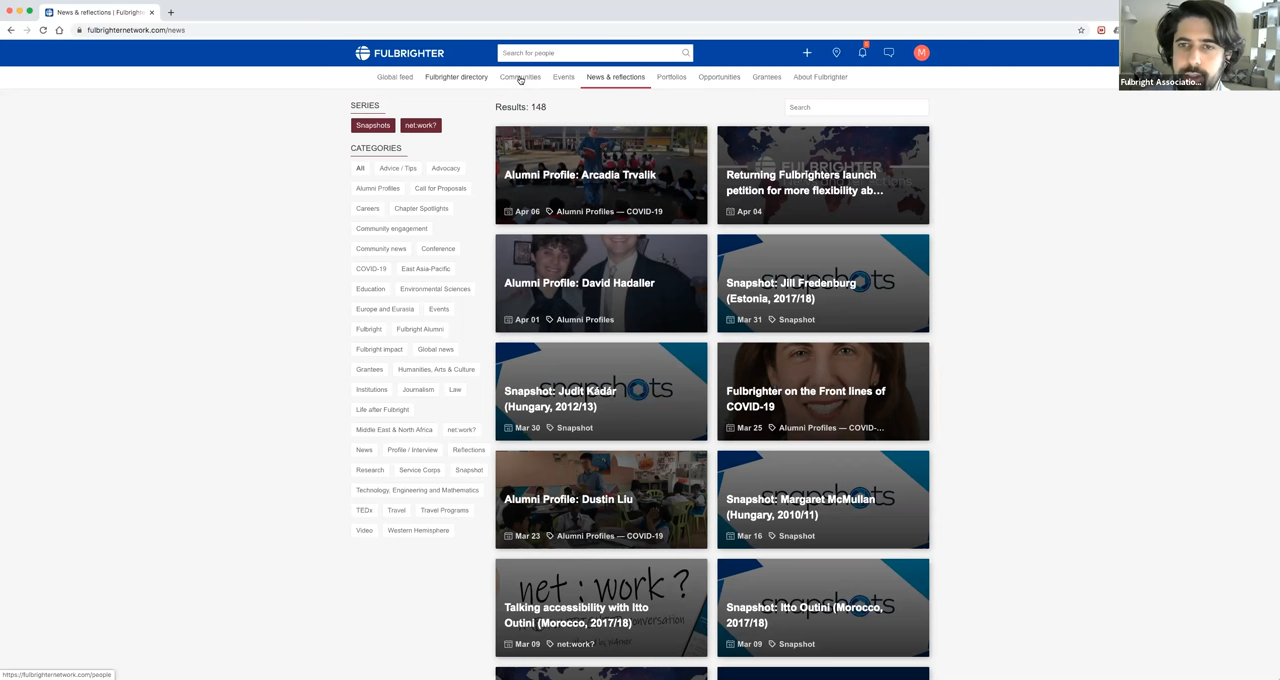 News & reflections | Fulbrighte
fulbrighternetwork.com/news
FULBRIGHTER
Search for people
M
Fulbright Associatio...
Global feed
Fulbrighter directory
Communities
Events
News & reflections
Portfolios
Opportunities
Grantees
About Fulbrighter
SERIES
Snapshots
net:work?
CATEGORIES
All
Advice / Tips
Advocacy
Alumni Profiles
Call for Proposals
Careers
Chapter Spotlights
Community engagement
Community news
Conference
COVID-19
East Asia-Pacific
Education
Environmental Sciences
Europe and Eurasia
Events
Fulbright
Fulbright Alumni
Fulbright impact
Global news
Grantees
Humanities, Arts & Culture
Institutions
Journalism
Law
Life after Fulbright
Middle East & North Africa
net:work?
News
Profile / Interview
Reflections
Research
Service Corps
Snapshot
Technology, Engineering and Mathematics
TEDx
Travel
Travel Programs
Video
Western Hemisphere
Results: 148
Search
Alumni Profile: Arcadia Trvalik
Apr 06
Alumni Profiles — COVID-19
FULBRIGHTER
Returning Fulbrighters launch
petition for more flexibility ab...
Apr 04
Alumni Profile: David Hadaller
Apr 01
Alumni Profiles
snapshots
Snapshot: Jill Fredenburg
(Estonia, 2017/18)
Mar 31
Snapshot
snapshots
Snapshot: Judit Kádár
(Hungary, 2012/13)
Mar 30
Snapshot
Fulbrighter on the Front lines of
COVID-19
Mar 25
Alumni Profiles — COVID-...
Alumni Profile: Dustin Liu
Mar 23
Alumni Profiles — COVID-19
snapshots
Snapshot: Margaret McMullan
(Hungary, 2010/11)
Mar 16
Snapshot
net:work?
Talking accessibility with Itto
Outini (Morocco, 2017/18)
Mar 09
net:work?
snapshots
Snapshot: Itto Outini (Morocco,
2017/18)
Mar 09
Snapshot
https://fulbrighternetwork.com/people